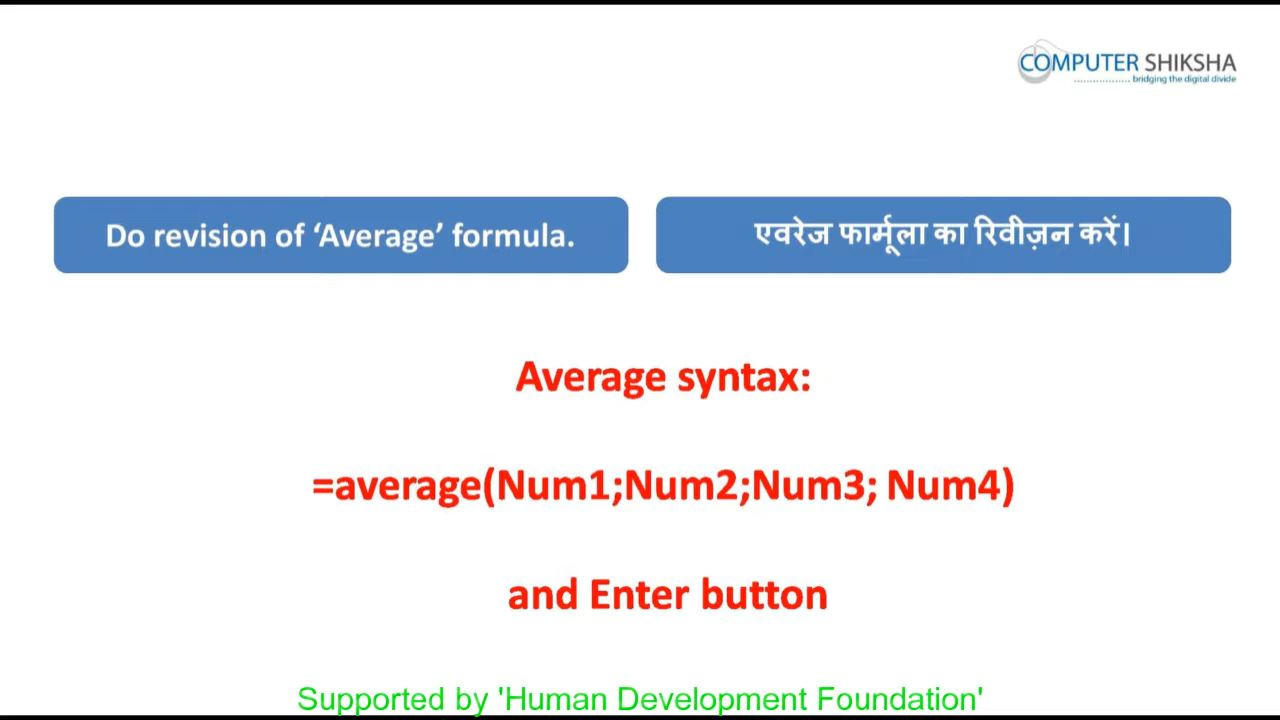 COMPUTER SHIKSHA
bridging the digital divide
Do revision of ‘Average’ formula.
एवरेज फार्मूला का रिवीज़न करें।
Average syntax:
=average(Num1;Num2;Num3; Num4)
and Enter button
Supported by 'Human Development Foundation'